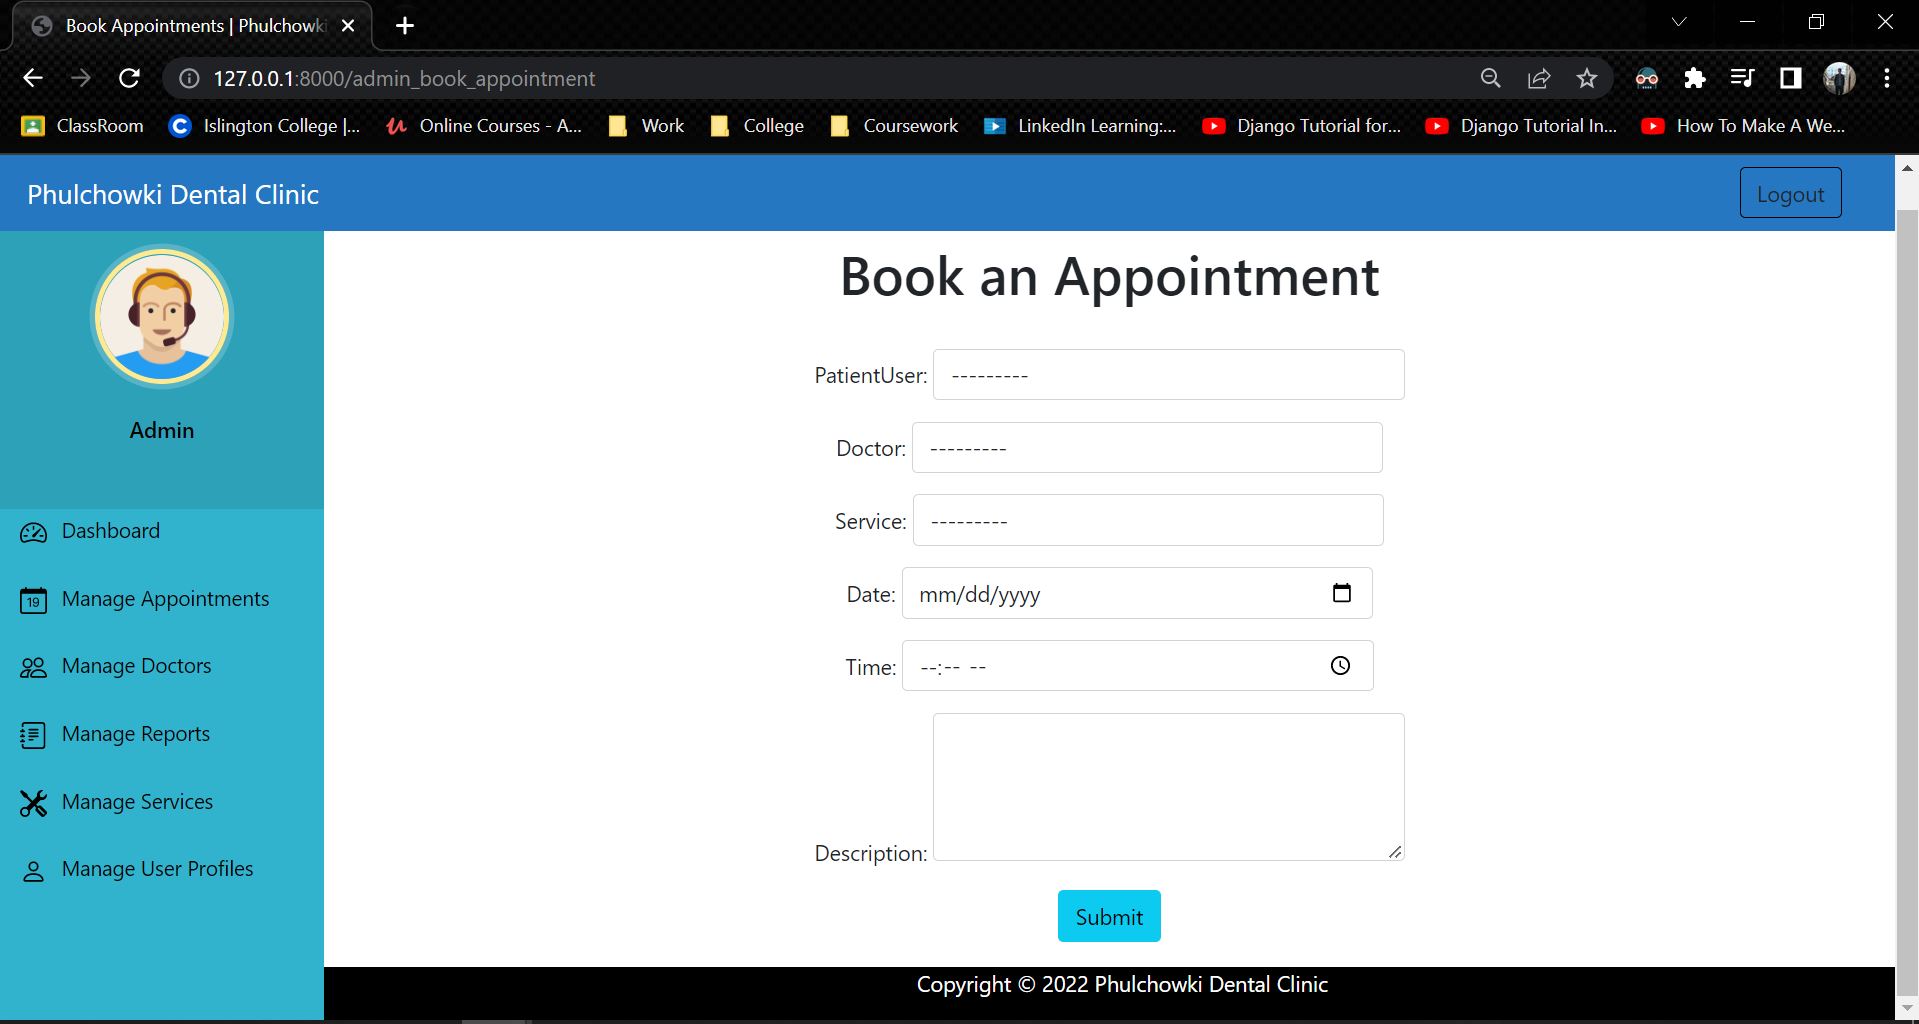 Book Appointments | Phulchowki
127.0.0.1:8000/admin_book_appointment
ClassRoom Islington College |... Online Courses - A... Work College Coursework LinkedIn Learning:... Django Tutorial for... Django Tutorial In... How To Make A We...
Phulchowki Dental Clinic
Logout
Admin
Dashboard
19
Manage Appointments
Manage Doctors
Manage Reports
Manage Services
Manage User Profiles
Book an Appointment
PatientUser: ---------
Doctor: ---------
Service: ---------
Date: mm/dd/yyyy
Time: --:-- --
Description:
Submit
Copyright © 2022 Phulchowki Dental Clinic